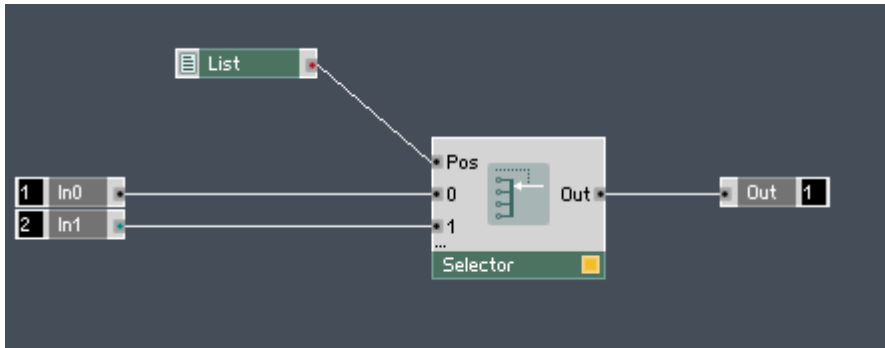 List
Pos
1 In0
0
Out
Out 1
2 In1
1
...
Selector